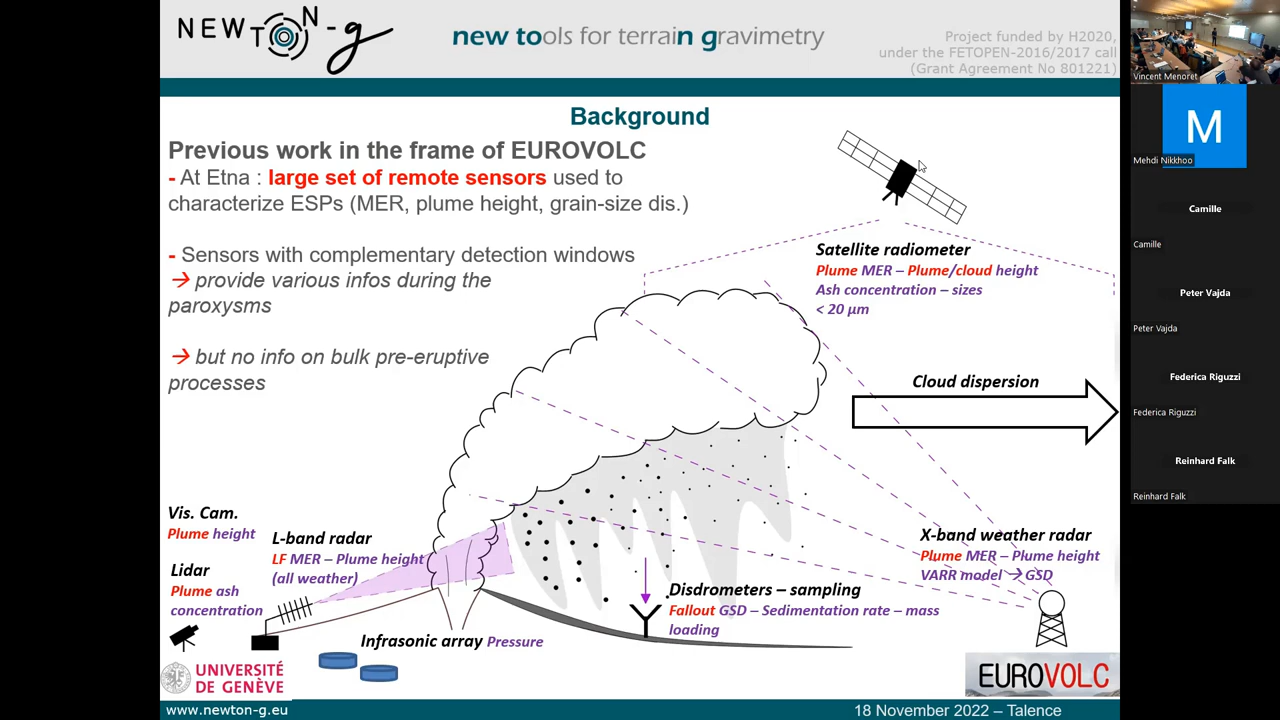 NEWTON-g
new tools for terrain gravimetry
Project funded by H2020,
under the FETOPEN-2016/2017 call
(Grant Agreement No 801221)
Background
Previous work in the frame of EUROVOLC
- At Etna : large set of remote sensors used to
characterize ESPs (MER, plume height, grain-size dis.)
- Sensors with complementary detection windows
→ provide various infos during the
paroxysms
→ but no info on bulk pre-eruptive
processes
Satellite radiometer
Plume MER – Plume/cloud height
Ash concentration – sizes
< 20 µm
Cloud dispersion
Vis. Cam.
Plume height
Lidar
Plume ash
concentration
L-band radar
LF MER – Plume height
(all weather)
Infrasonic array Pressure
Disdrometers – sampling
Fallout GSD – Sedimentation rate – mass
loading
X-band weather radar
Plume MER – Plume height
VARR model → GSD
UNIVERSITÉ
DE GENÈVE
EUROVOLC
www.newton-g.eu
18 November 2022 – Talence
Vincent Menoret
M
Mehdi Nikkhoo
Camille
Camille
Peter Vajda
Peter Vajda
Federica Riguzzi
Federica Riguzzi
Reinhard Falk
Reinhard Falk